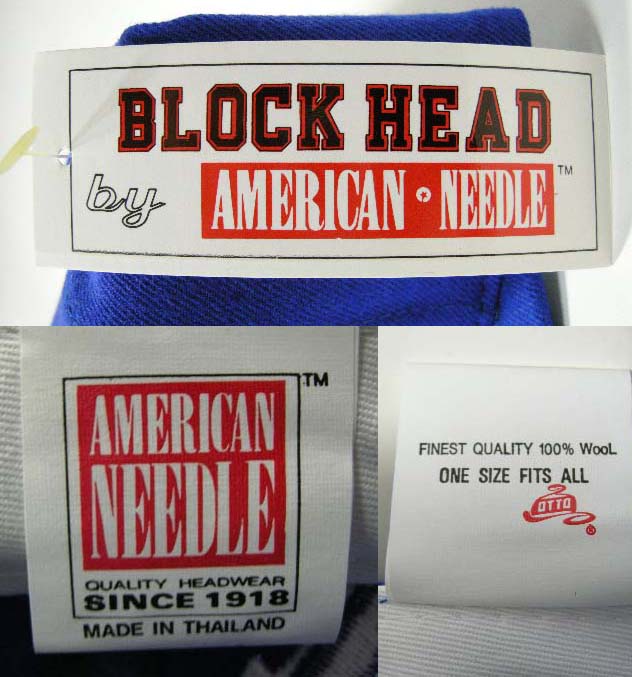 BLOCK HEAD
by AMERICAN NEEDLE TM
AMERICAN TM
NEEDLE
QUALITY HEADWEAR
SINCE 1918
MADE IN THAILAND
FINEST QUALITY 100% WooL
ONE SIZE FITS ALL
OTTO
®